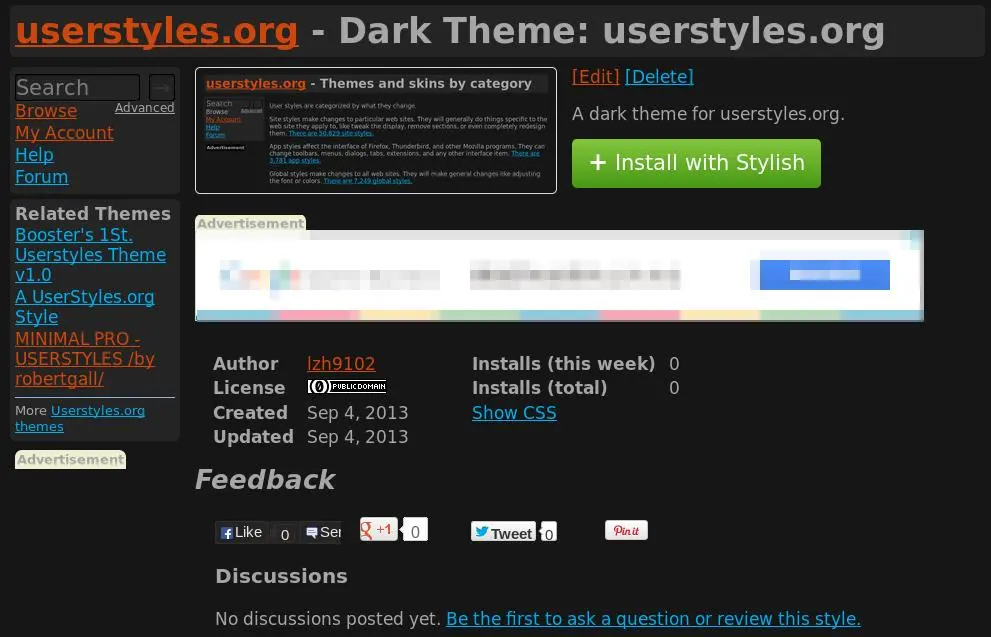 userstyles.org - Dark Theme: userstyles.org
Search →
Browse Advanced
My Account
Help
Forum
Related Themes
Booster's 1St.
Userstyles Theme
v1.0
A UserStyles.org
Style
MINIMAL PRO -
USERSTYLES /by
robertgall/
More Userstyles.org
themes
Advertisement
userstyles.org - Themes and skins by category
Search
Browse Advanced
My Account
Help
Forum
Advertisement
User styles are categorized by what they change.
Site styles make changes to particular web sites. They will generally do things specific to the
web site they apply to, like tweak the display, remove sections, or even completely redesign
them. There are 50,829 site styles.
App styles affect the interface of Firefox, Thunderbird, and other Mozilla programs. They can
change toolbars, menus, dialogs, tabs, extensions, and any other interface item. There are
3,781 app styles.
Global styles make changes to all web sites. They will make general changes like adjusting
the font or colors. There are 7,249 global styles.
[Edit] [Delete]
A dark theme for userstyles.org.
+ Install with Stylish
Advertisement
Author lzh9102
License PUBLIC DOMAIN
Created Sep 4, 2013
Updated Sep 4, 2013
Installs (this week) 0
Installs (total) 0
Show CSS
Feedback
Like 0 Ser
g +1 0
Tweet 0
Pin it
Discussions
No discussions posted yet. Be the first to ask a question or review this style.